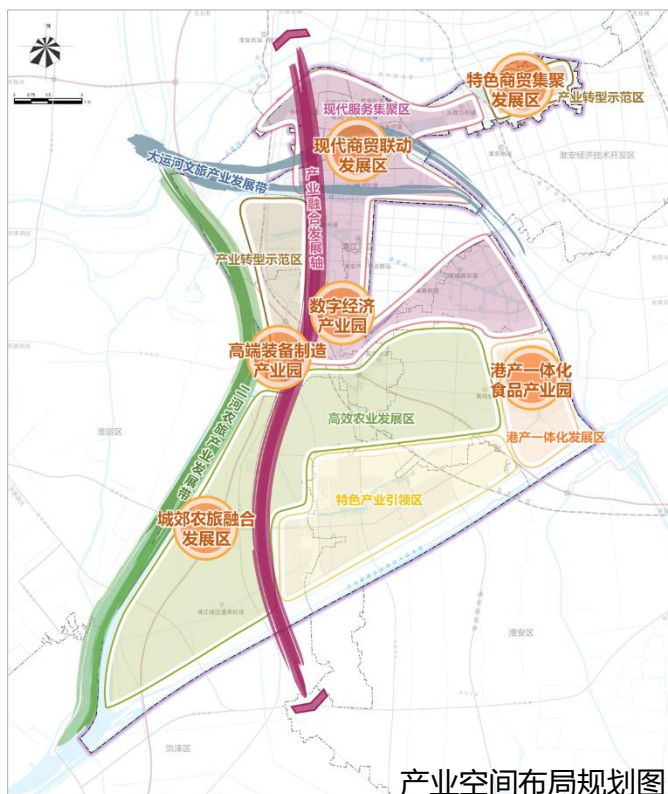 N
特色商贸集聚
发展区
产业转型示范区
现代服务集聚区
现代商贸联动
发展区
淮安经济技术开发区
大运河文旅产业发展带
产业融合发展轴
产业转型示范区
数字经济
产业园
高端装备制造
产业园
港产一体化
食品产业园
二河农旅产业发展带
淮阴区
高效农业发展区
港产一体化发展区
特色产业引领区
城郊农旅融合
发展区
淮安区
洪泽区
产业空间布局规划图